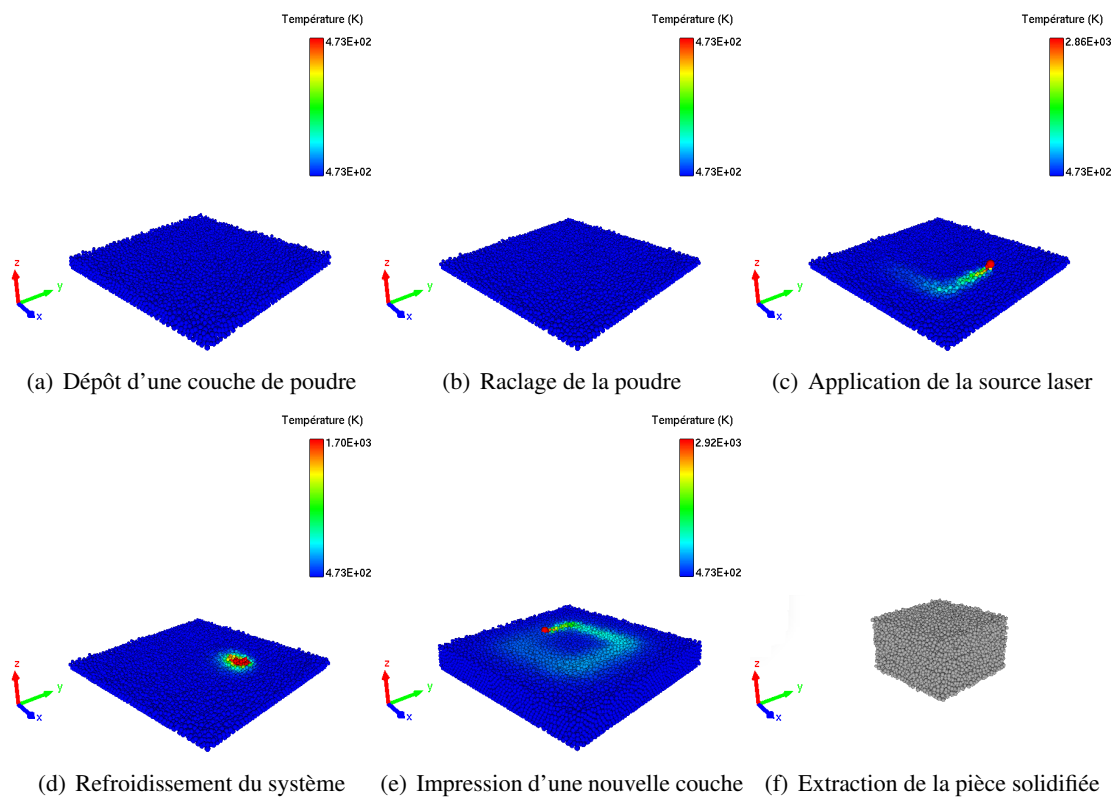 Température (K)
4.73E+02
4.73E+02
z
y
x
(a) Dépôt d'une couche de poudre
Température (K)
4.73E+02
4.73E+02
z
y
x
(b) Raclage de la poudre
Température (K)
2.86E+03
4.73E+02
z
y
x
(c) Application de la source laser
Température (K)
1.70E+03
4.73E+02
z
y
x
(d) Refroidissement du système
Température (K)
2.92E+03
4.73E+02
z
y
x
(e) Impression d'une nouvelle couche
z
y
x
(f) Extraction de la pièce solidifiée